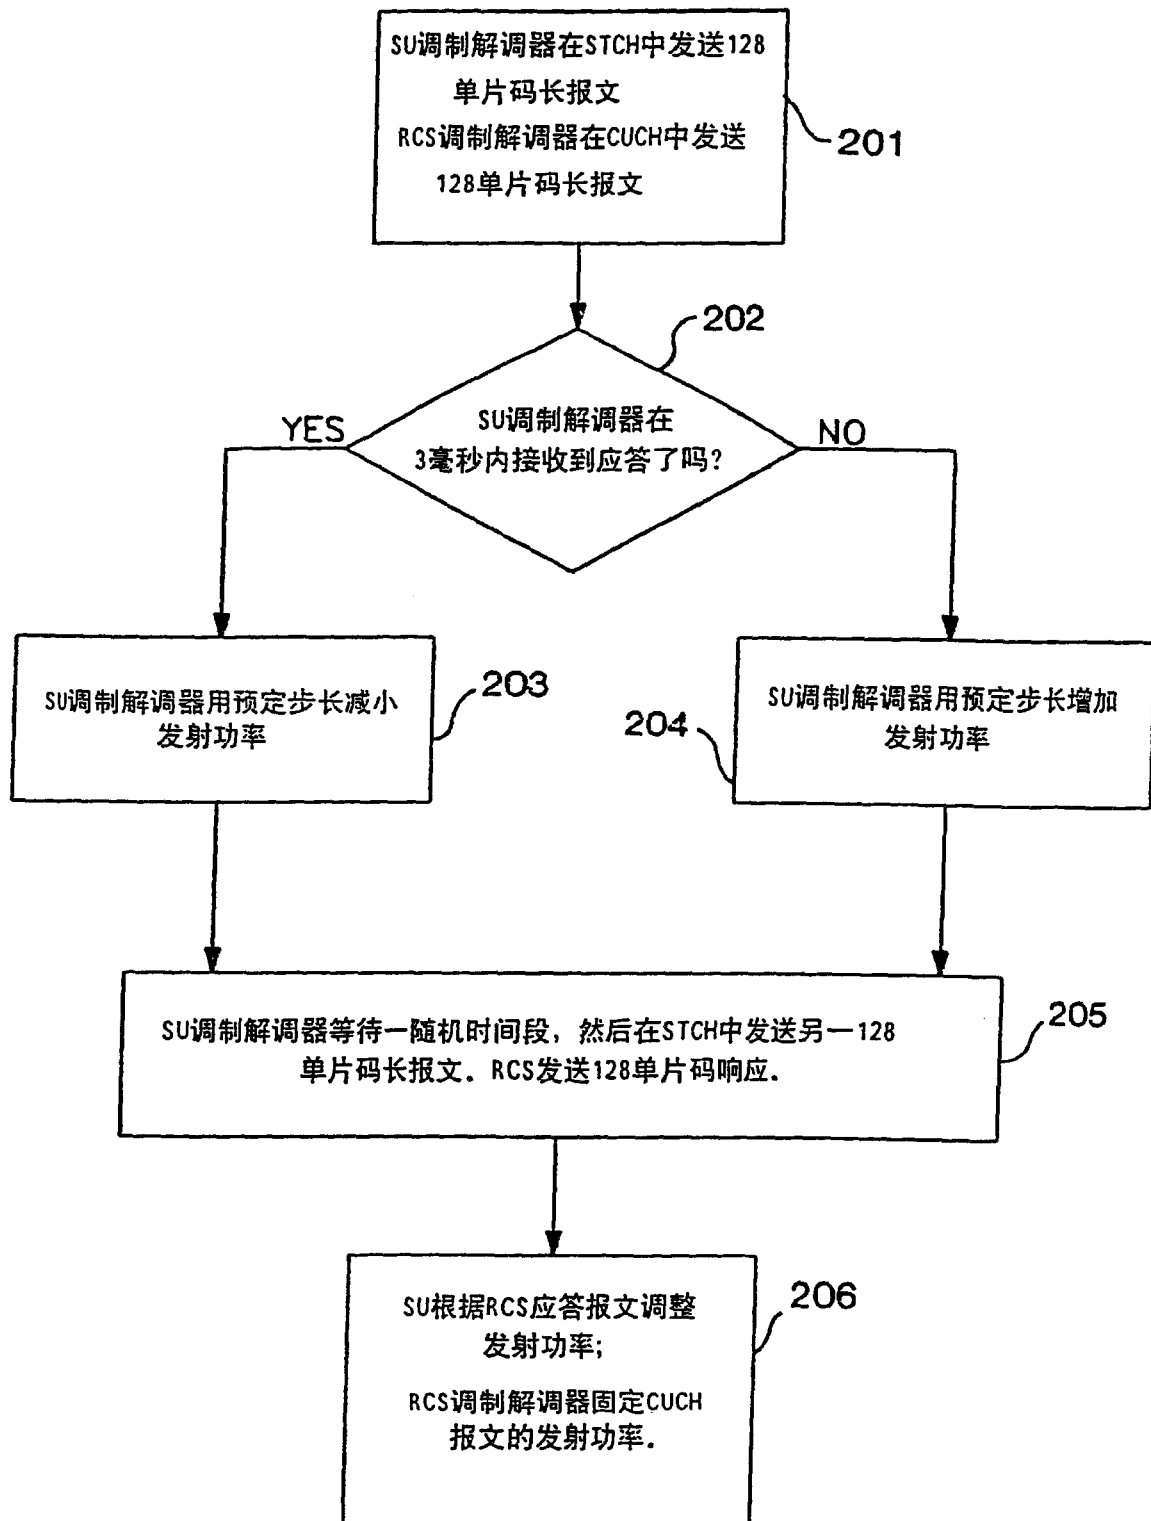 SU调制解调器在STCH中发送128
单片码长报文
RCS调制解调器在CUCH中发送
128单片码长报文
201
202
SU调制解调器在
3毫秒内接收到应答了吗?
YES
NO
SU调制解调器用预定步长减小
发射功率
203
SU调制解调器用预定步长增加
发射功率
204
SU调制解调器等待一随机时间段，然后在STCH中发送另一128
单片码长报文．RCS发送128单片码响应．
205
SU根据RCS应答报文调整
发射功率;
RCS调制解调器固定CUCH
报文的发射功率．
206